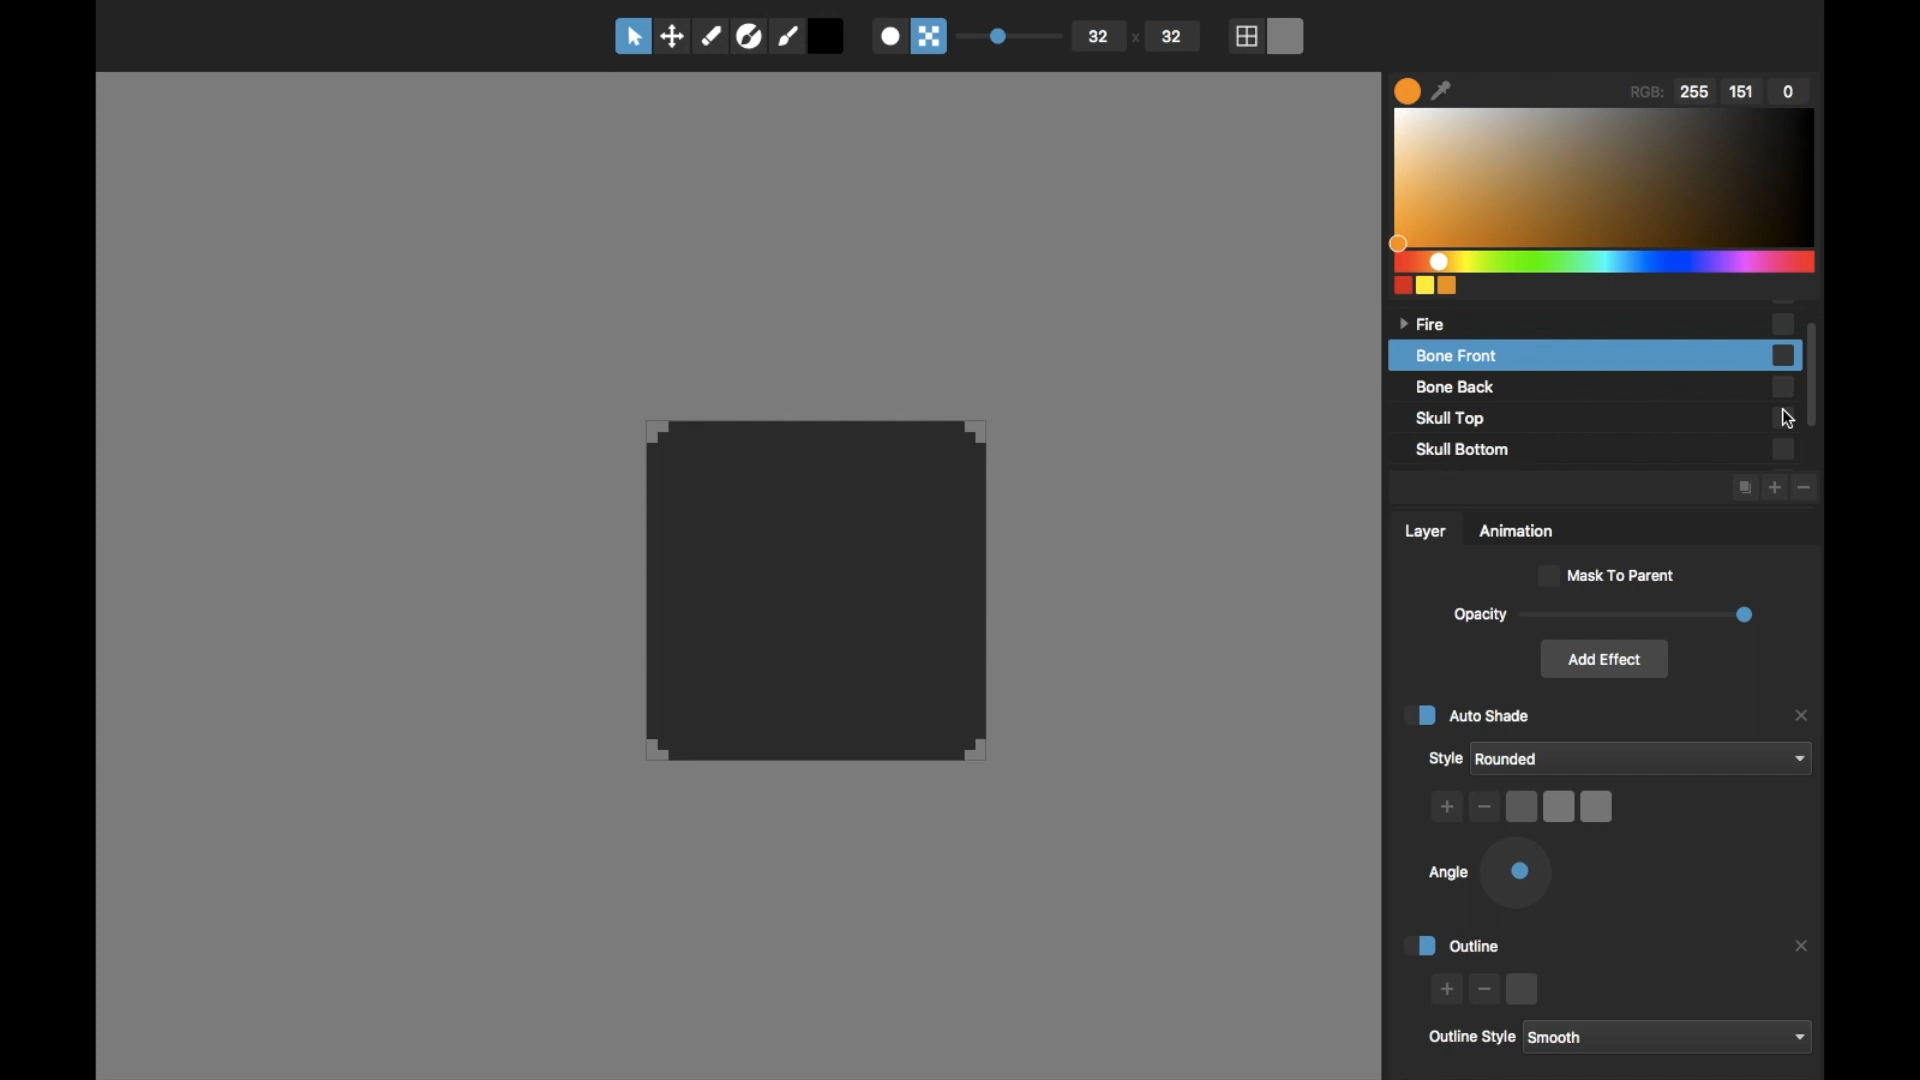 32 x 32
RGB: 255 151 0
Fire
Bone Front
Bone Back
Skull Top
Skull Bottom
Layer Animation
Mask To Parent
Opacity
Add Effect
Auto Shade
Style Rounded
Angle
Outline
Outline Style Smooth